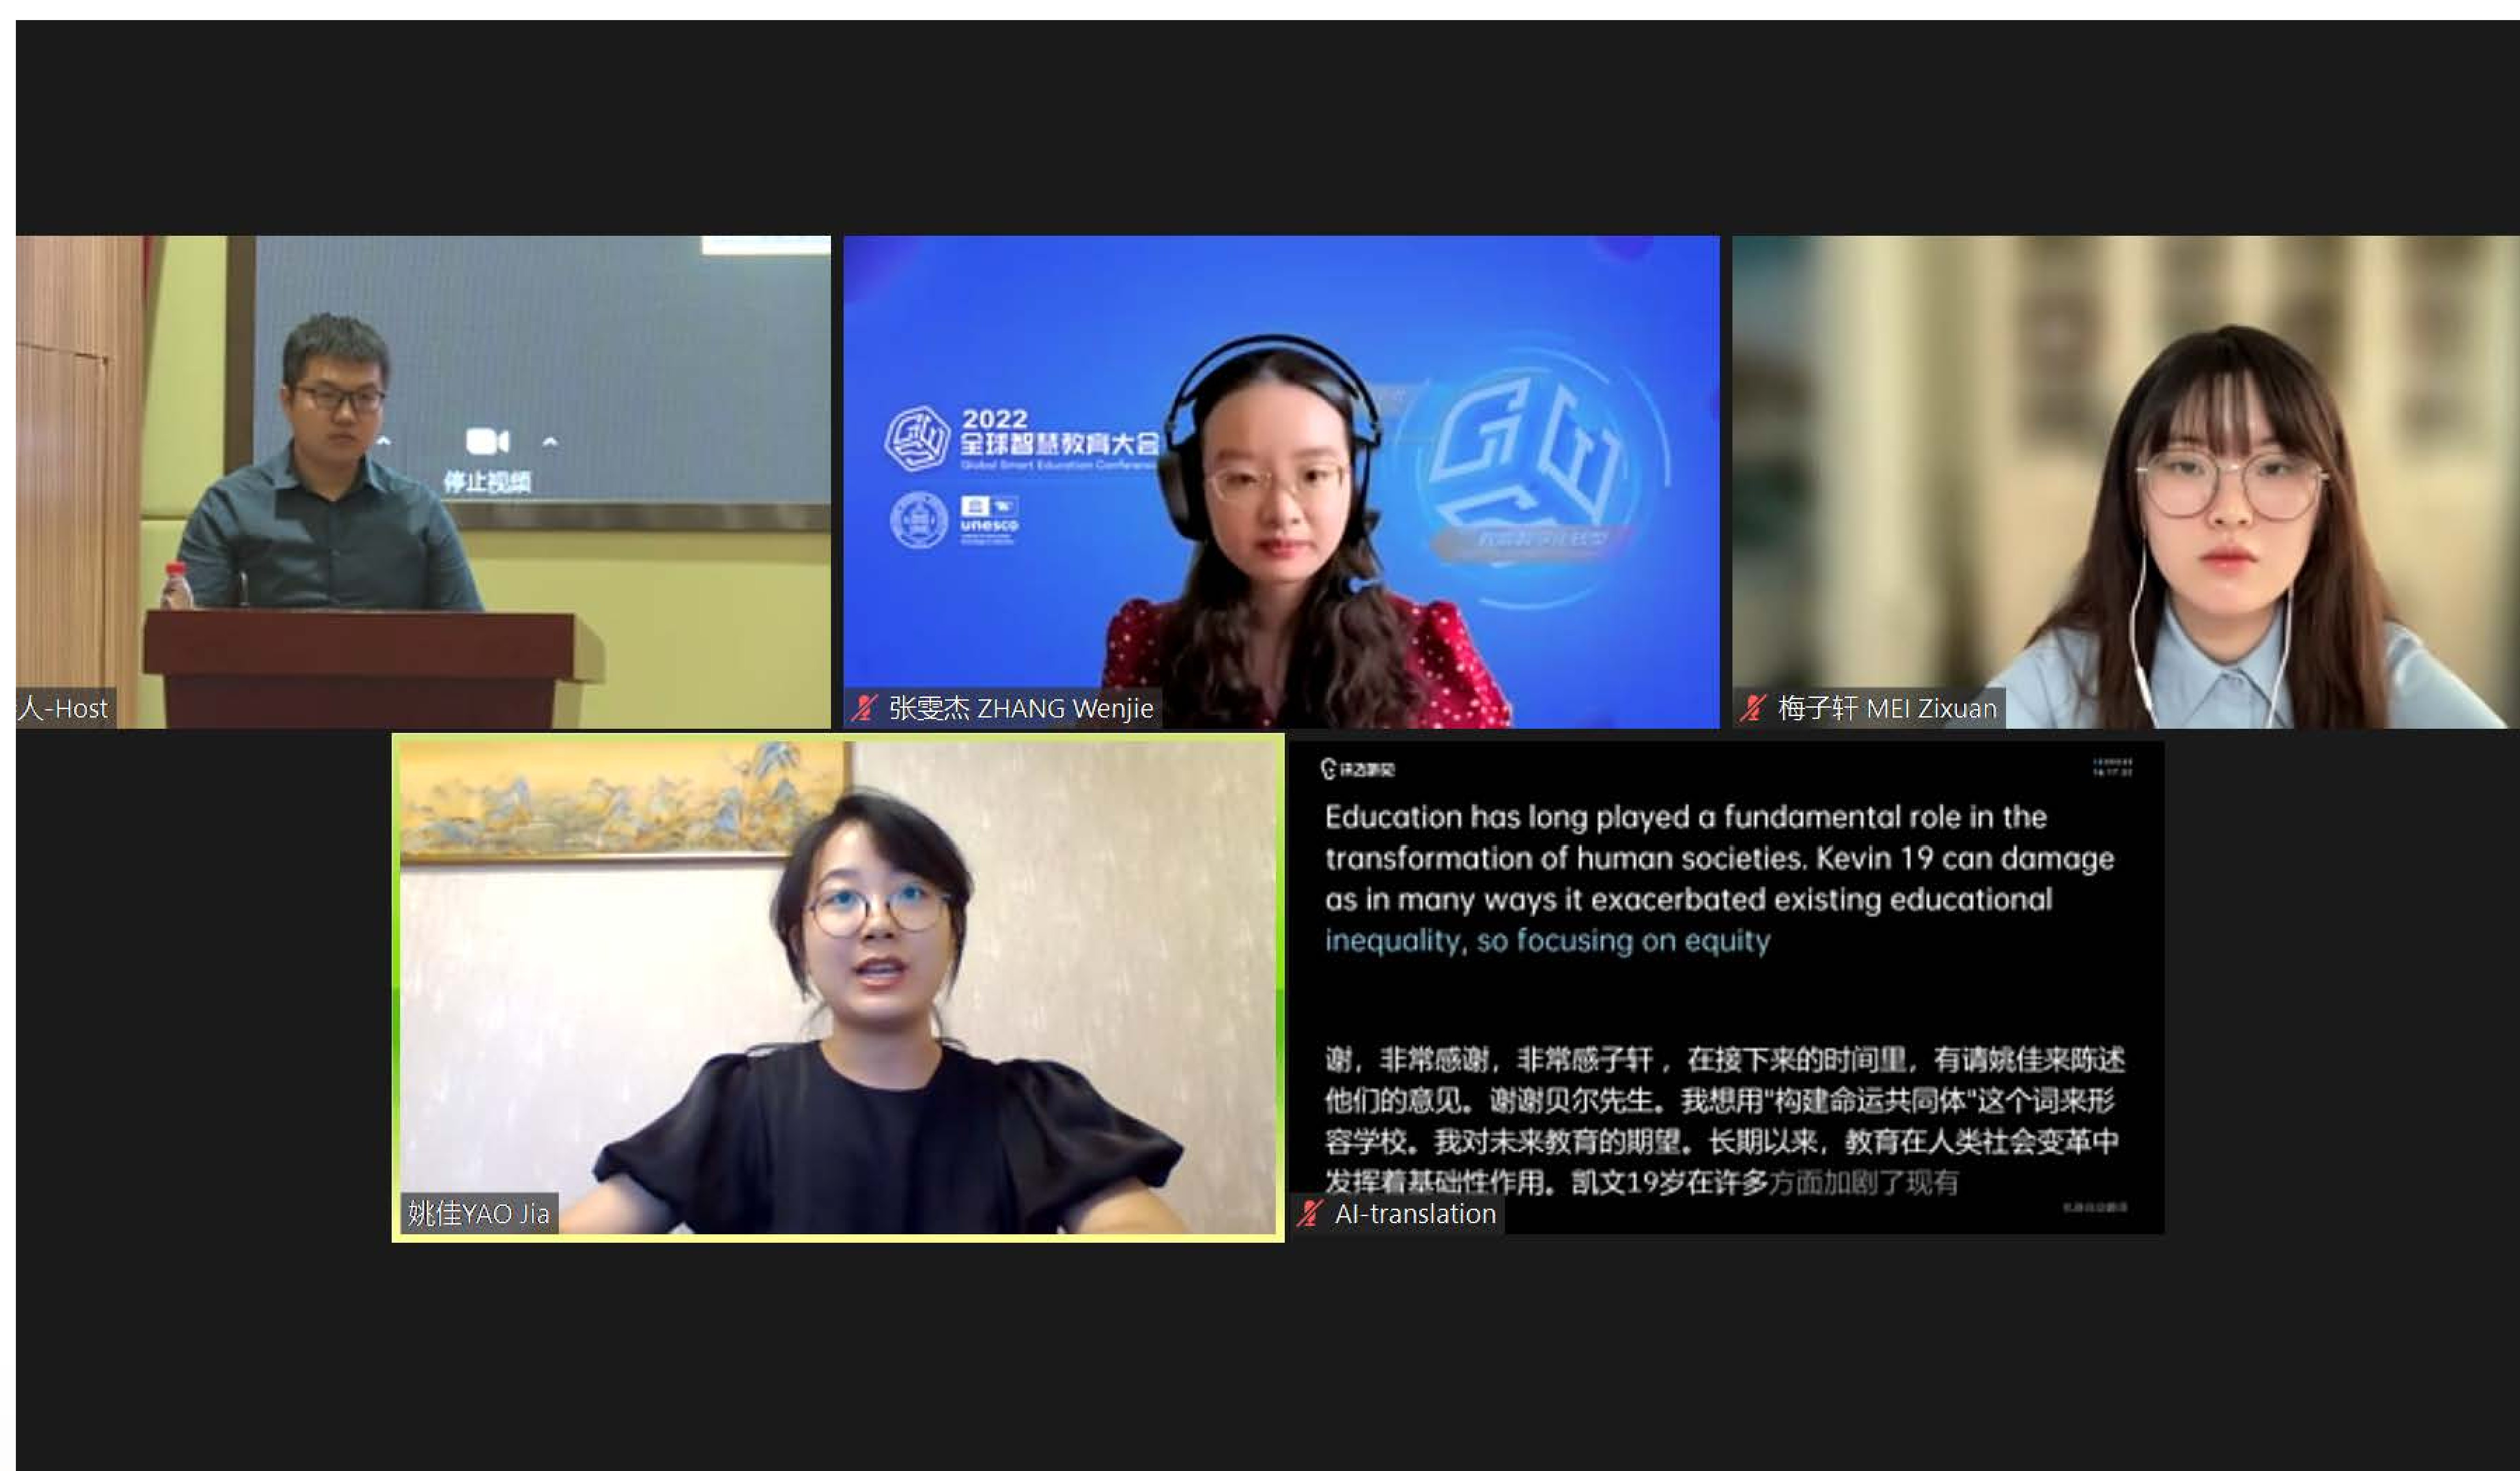 停止视频
人-Host
2022
全球智慧教育大会
Global Smart Education Conference
unesco
张雯杰 ZHANG Wenjie
梅子轩 MEI Zixuan
姚佳YAO Jia
讯飞听见
Education has long played a fundamental role in the
transformation of human societies. Kevin 19 can damage
as in many ways it exacerbated existing educational
inequality, so focusing on equity
谢，非常感谢，非常感子轩，在接下来的时间里，有请姚佳来陈述
他们的意见。谢谢贝尔先生。我想用"构建命运共同体"这个词来形
容学校。我对未来教育的期望。长期以来，教育在人类社会变革中
发挥着基础性作用。凯文19岁在许多方面加剧了现有
AI-translation